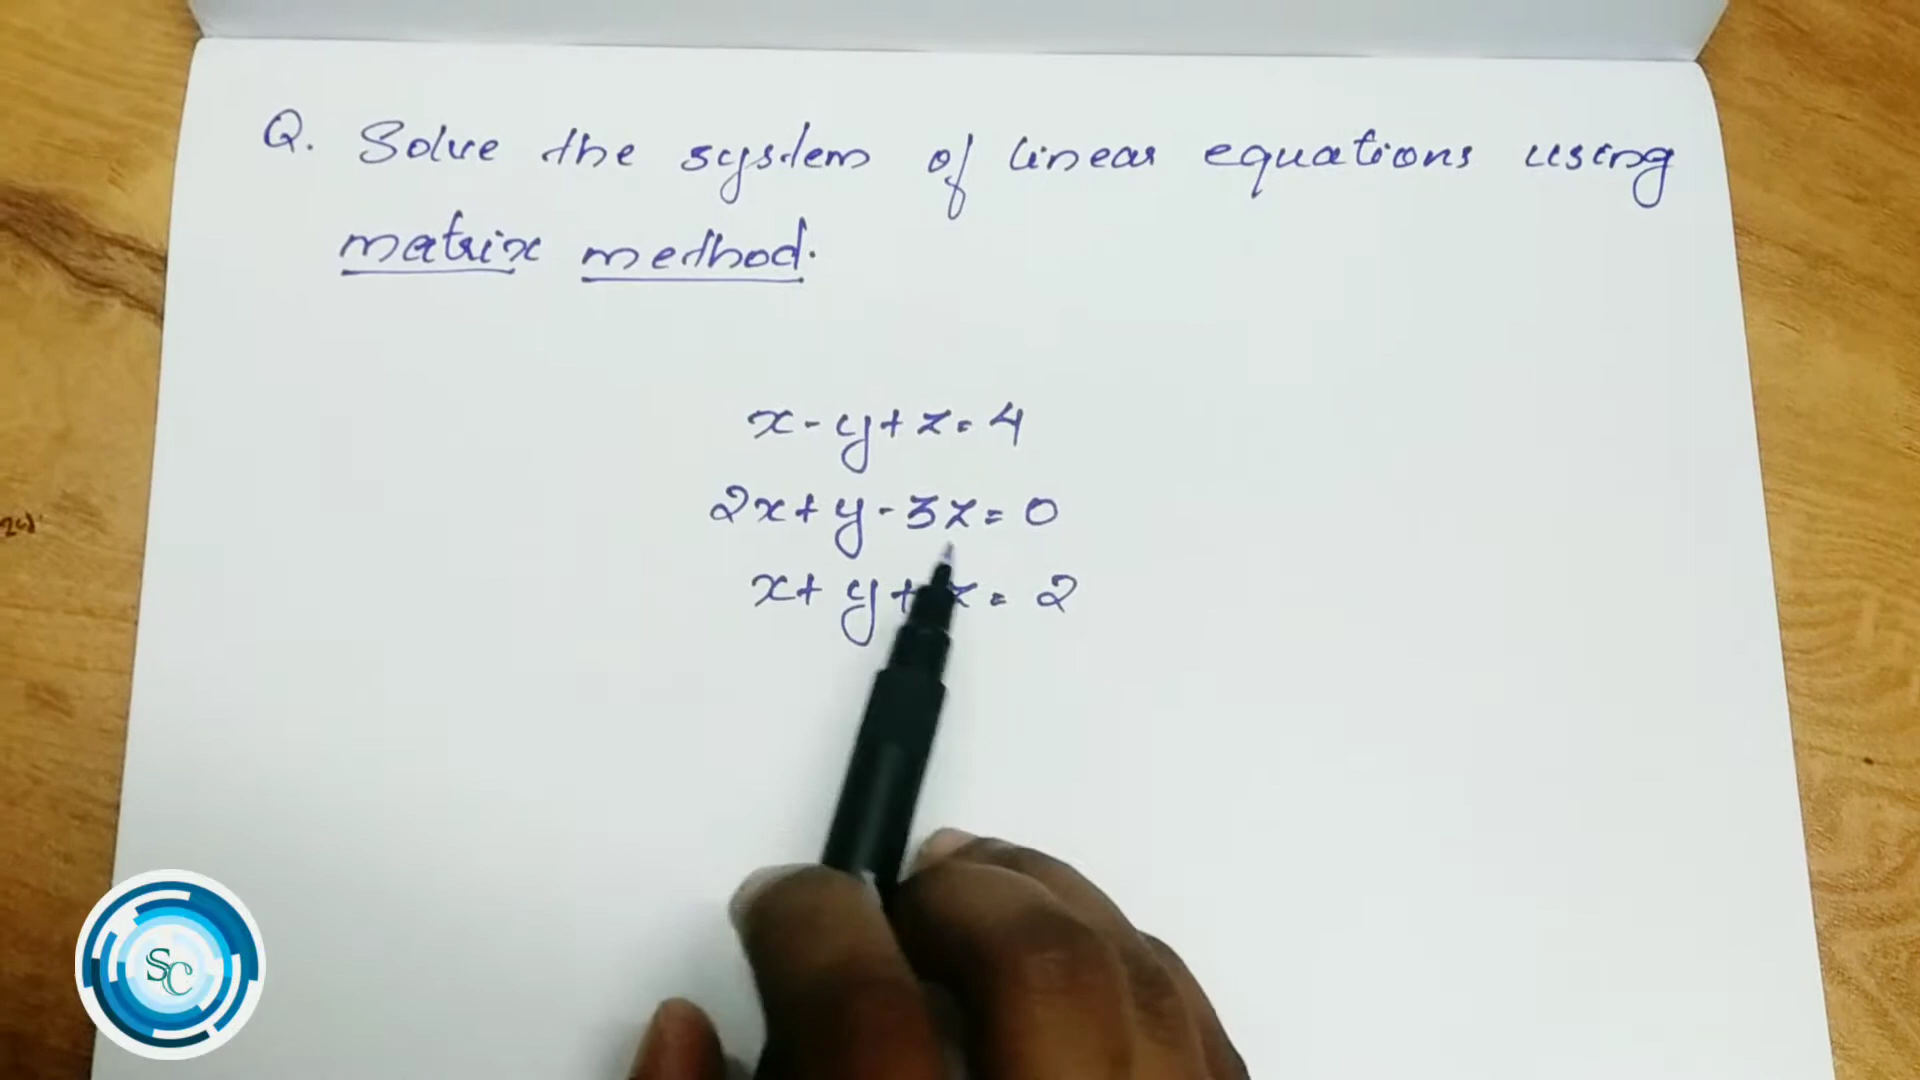 Q. Solve the system of linear equations using
matrix method.
x - y + z = 4
2x + y - 3z = 0
x + y + z = 2
SC